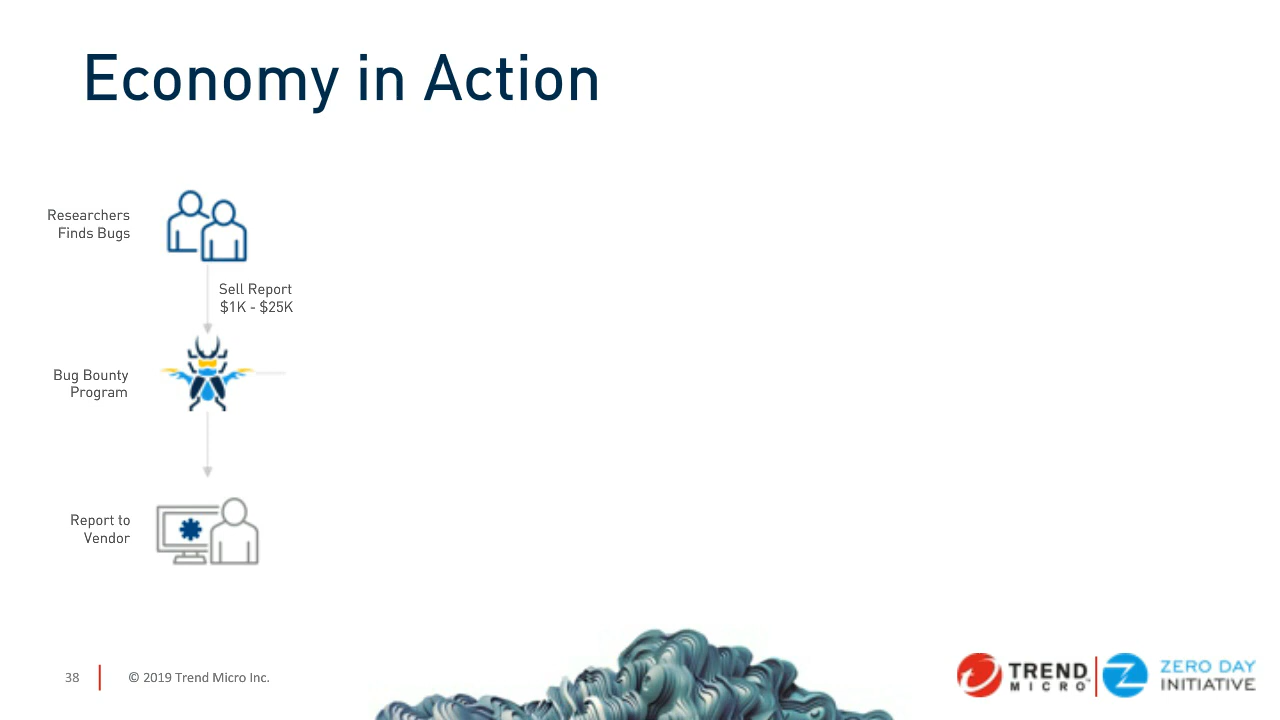 Economy in Action
Researchers
Finds Bugs
Sell Report
$1K - $25K
Bug Bounty
Program
Report to
Vendor
38
© 2019 Trend Micro Inc.
TREND
MICRO™
ZERO DAY
INITIATIVE